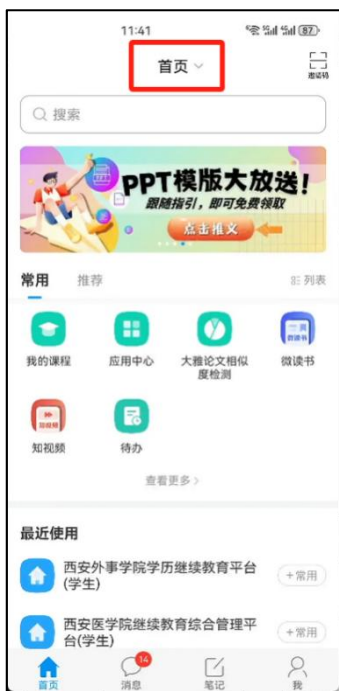 11:41
87
首页
邀请码
搜索
PPT模版大放送!
跟随指引，即可免费领取
点击推文
常用 推荐 列表
我的课程 应用中心 大雅论文相似度检测 微读书
知视频 待办
查看更多 >
最近使用
西安外事学院学历继续教育平台
(学生)
+常用
西安医学院继续教育综合管理平
台(学生)
+常用
14
首页 消息 笔记 我